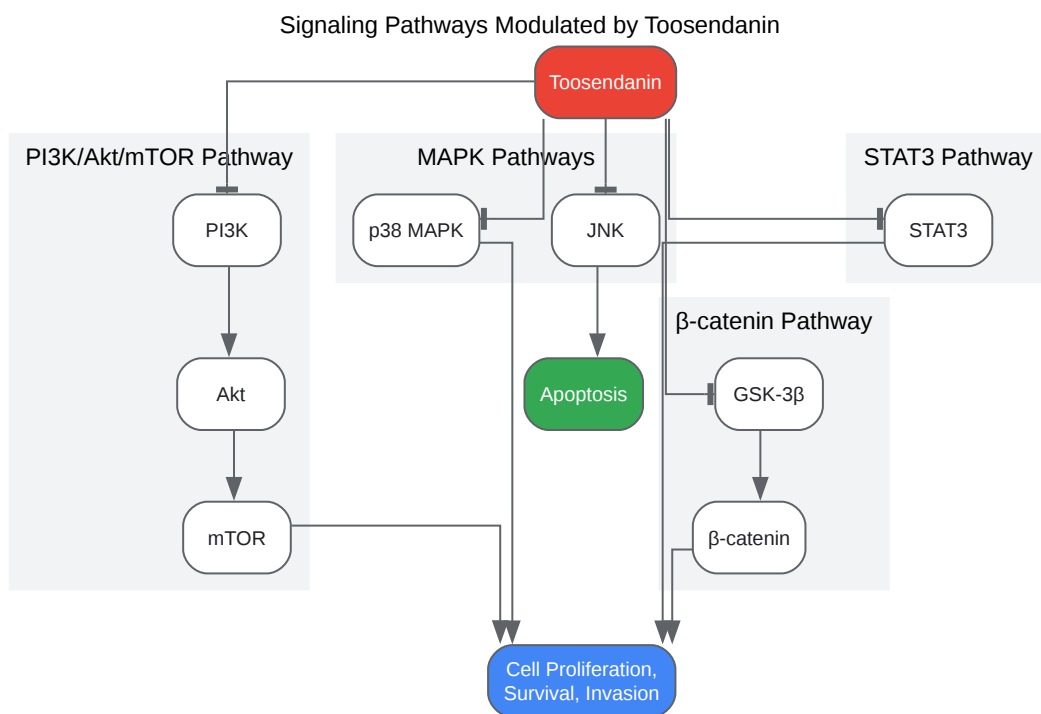 Signaling Pathways Modulated by Toosendanin
Toosendanin
PI3K/Akt/mTOR Pathway
MAPK Pathways
STAT3 Pathway
PI3K
p38 MAPK
JNK
STAT3
β-catenin Pathway
Akt
Apoptosis
GSK-3β
mTOR
β-catenin
Cell Proliferation,
Survival, Invasion